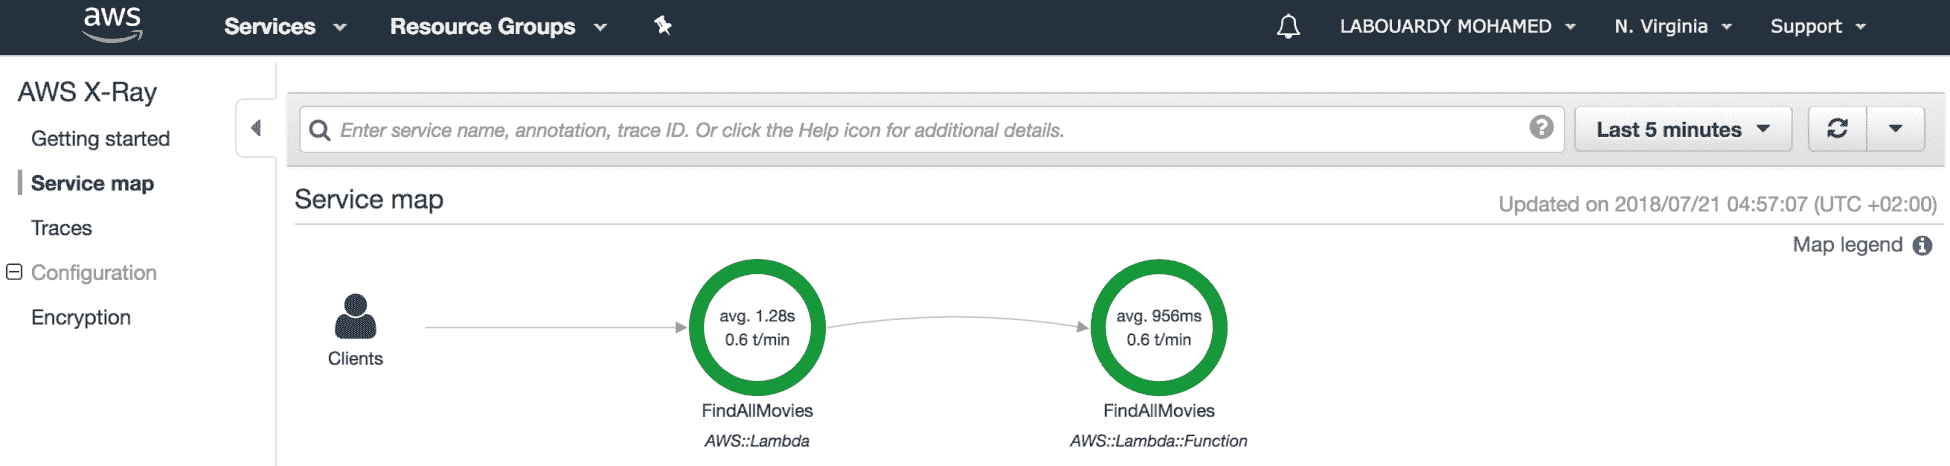 aws Services Resource Groups LABOUARDY MOHAMED N. Virginia Support
AWS X-Ray
Getting started
Service map
Traces
Configuration
Encryption
Enter service name, annotation, trace ID. Or click the Help icon for additional details. ? Last 5 minutes
Service map
Updated on 2018/07/21 04:57:07 (UTC +02:00)
Map legend i
Clients
avg. 1.28s
0.6 t/min
FindAllMovies
AWS::Lambda
avg. 956ms
0.6 t/min
FindAllMovies
AWS::Lambda::Function